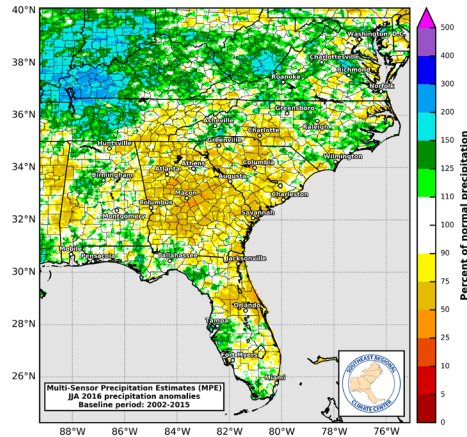 40°N
38°N
36°N
34°N
32°N
30°N
28°N
26°N
88°W
86°W
84°W
82°W
80°W
78°W
76°W
Washington, D.C.
Charlottesville
Richmond
Roanoke
Norfolk
Greensboro
Raleigh
Asheville
Charlotte
Greenville
Huntsville
Wilmington
Athens
Columbia
Atlanta
Birmingham
Augusta
Macon
Charleston
Columbus
Montgomery
Savannah
Mobile
Pensacola
Tallahassee
Jacksonville
Orlando
Tampa
Fort Myers
Miami
Multi-Sensor Precipitation Estimates (MPE)
JJA 2016 precipitation anomalies
Baseline period: 2002-2015
SOUTHEAST REGIONAL
CLIMATE CENTER
500
400
300
200
150
110
100
90
75
50
25
10
5
0
Percent of normal precipitation